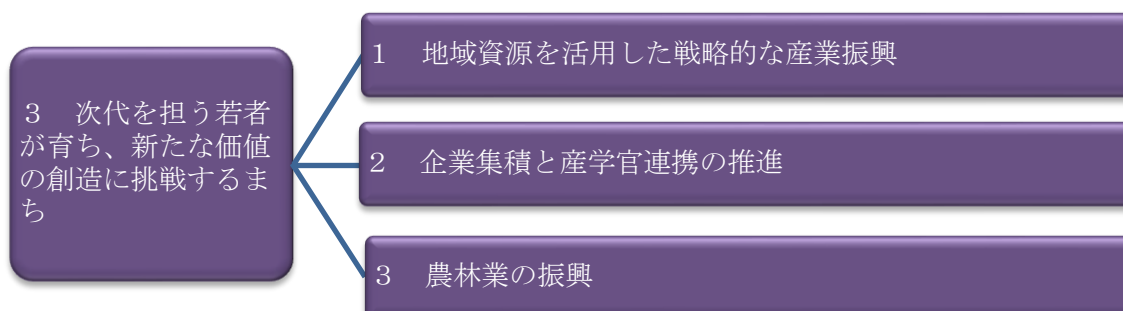 3　次代を担う若者
が育ち、新たな価値
の創造に挑戦するま
ち
1　地域資源を活用した戦略的な産業振興
2　企業集積と産学官連携の推進
3　農林業の振興